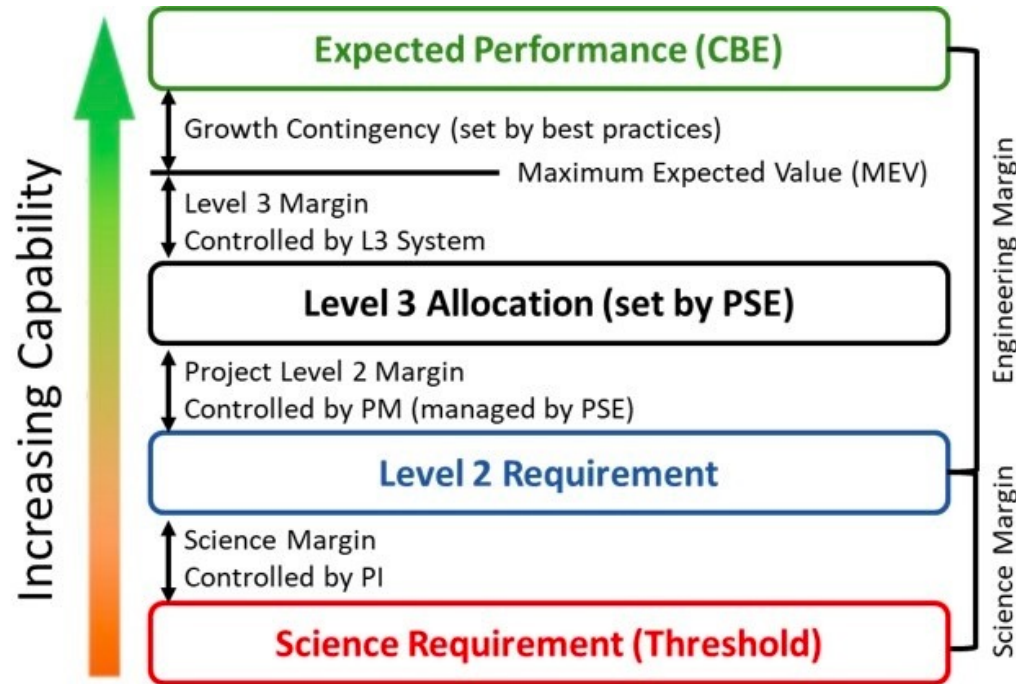 Increasing Capability
Expected Performance (CBE)
Growth Contingency (set by best practices)
Maximum Expected Value (MEV)
Level 3 Margin
Controlled by L3 System
Level 3 Allocation (set by PSE)
Project Level 2 Margin
Controlled by PM (managed by PSE)
Level 2 Requirement
Science Margin
Controlled by PI
Science Requirement (Threshold)
Engineering Margin
Science Margin